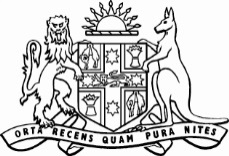 ORTA RECENS QUAM PURA NITES